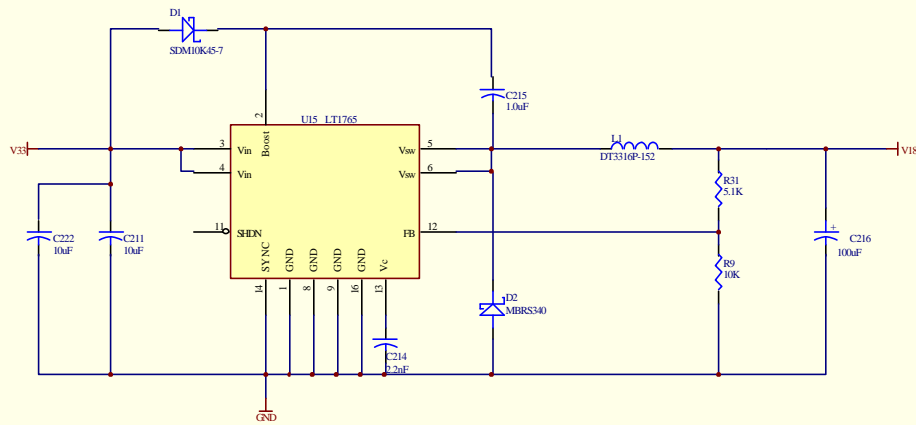 D1
SDM10K45-7
C215
1.0uF
2
U15 LT1765
Boost
V33
3
Vin
Vsw
5
L1
DT3316P-152
V18
4
Vin
Vsw
6
R31
5.1K
11
SHDN
FB
12
C222
10uF
C211
10uF
C216
100uF
SYNC
GND
GND
GND
GND
Vc
R9
10K
14
1
8
9
16
13
D2
MBRS340
C214
2.2nF
GND
+